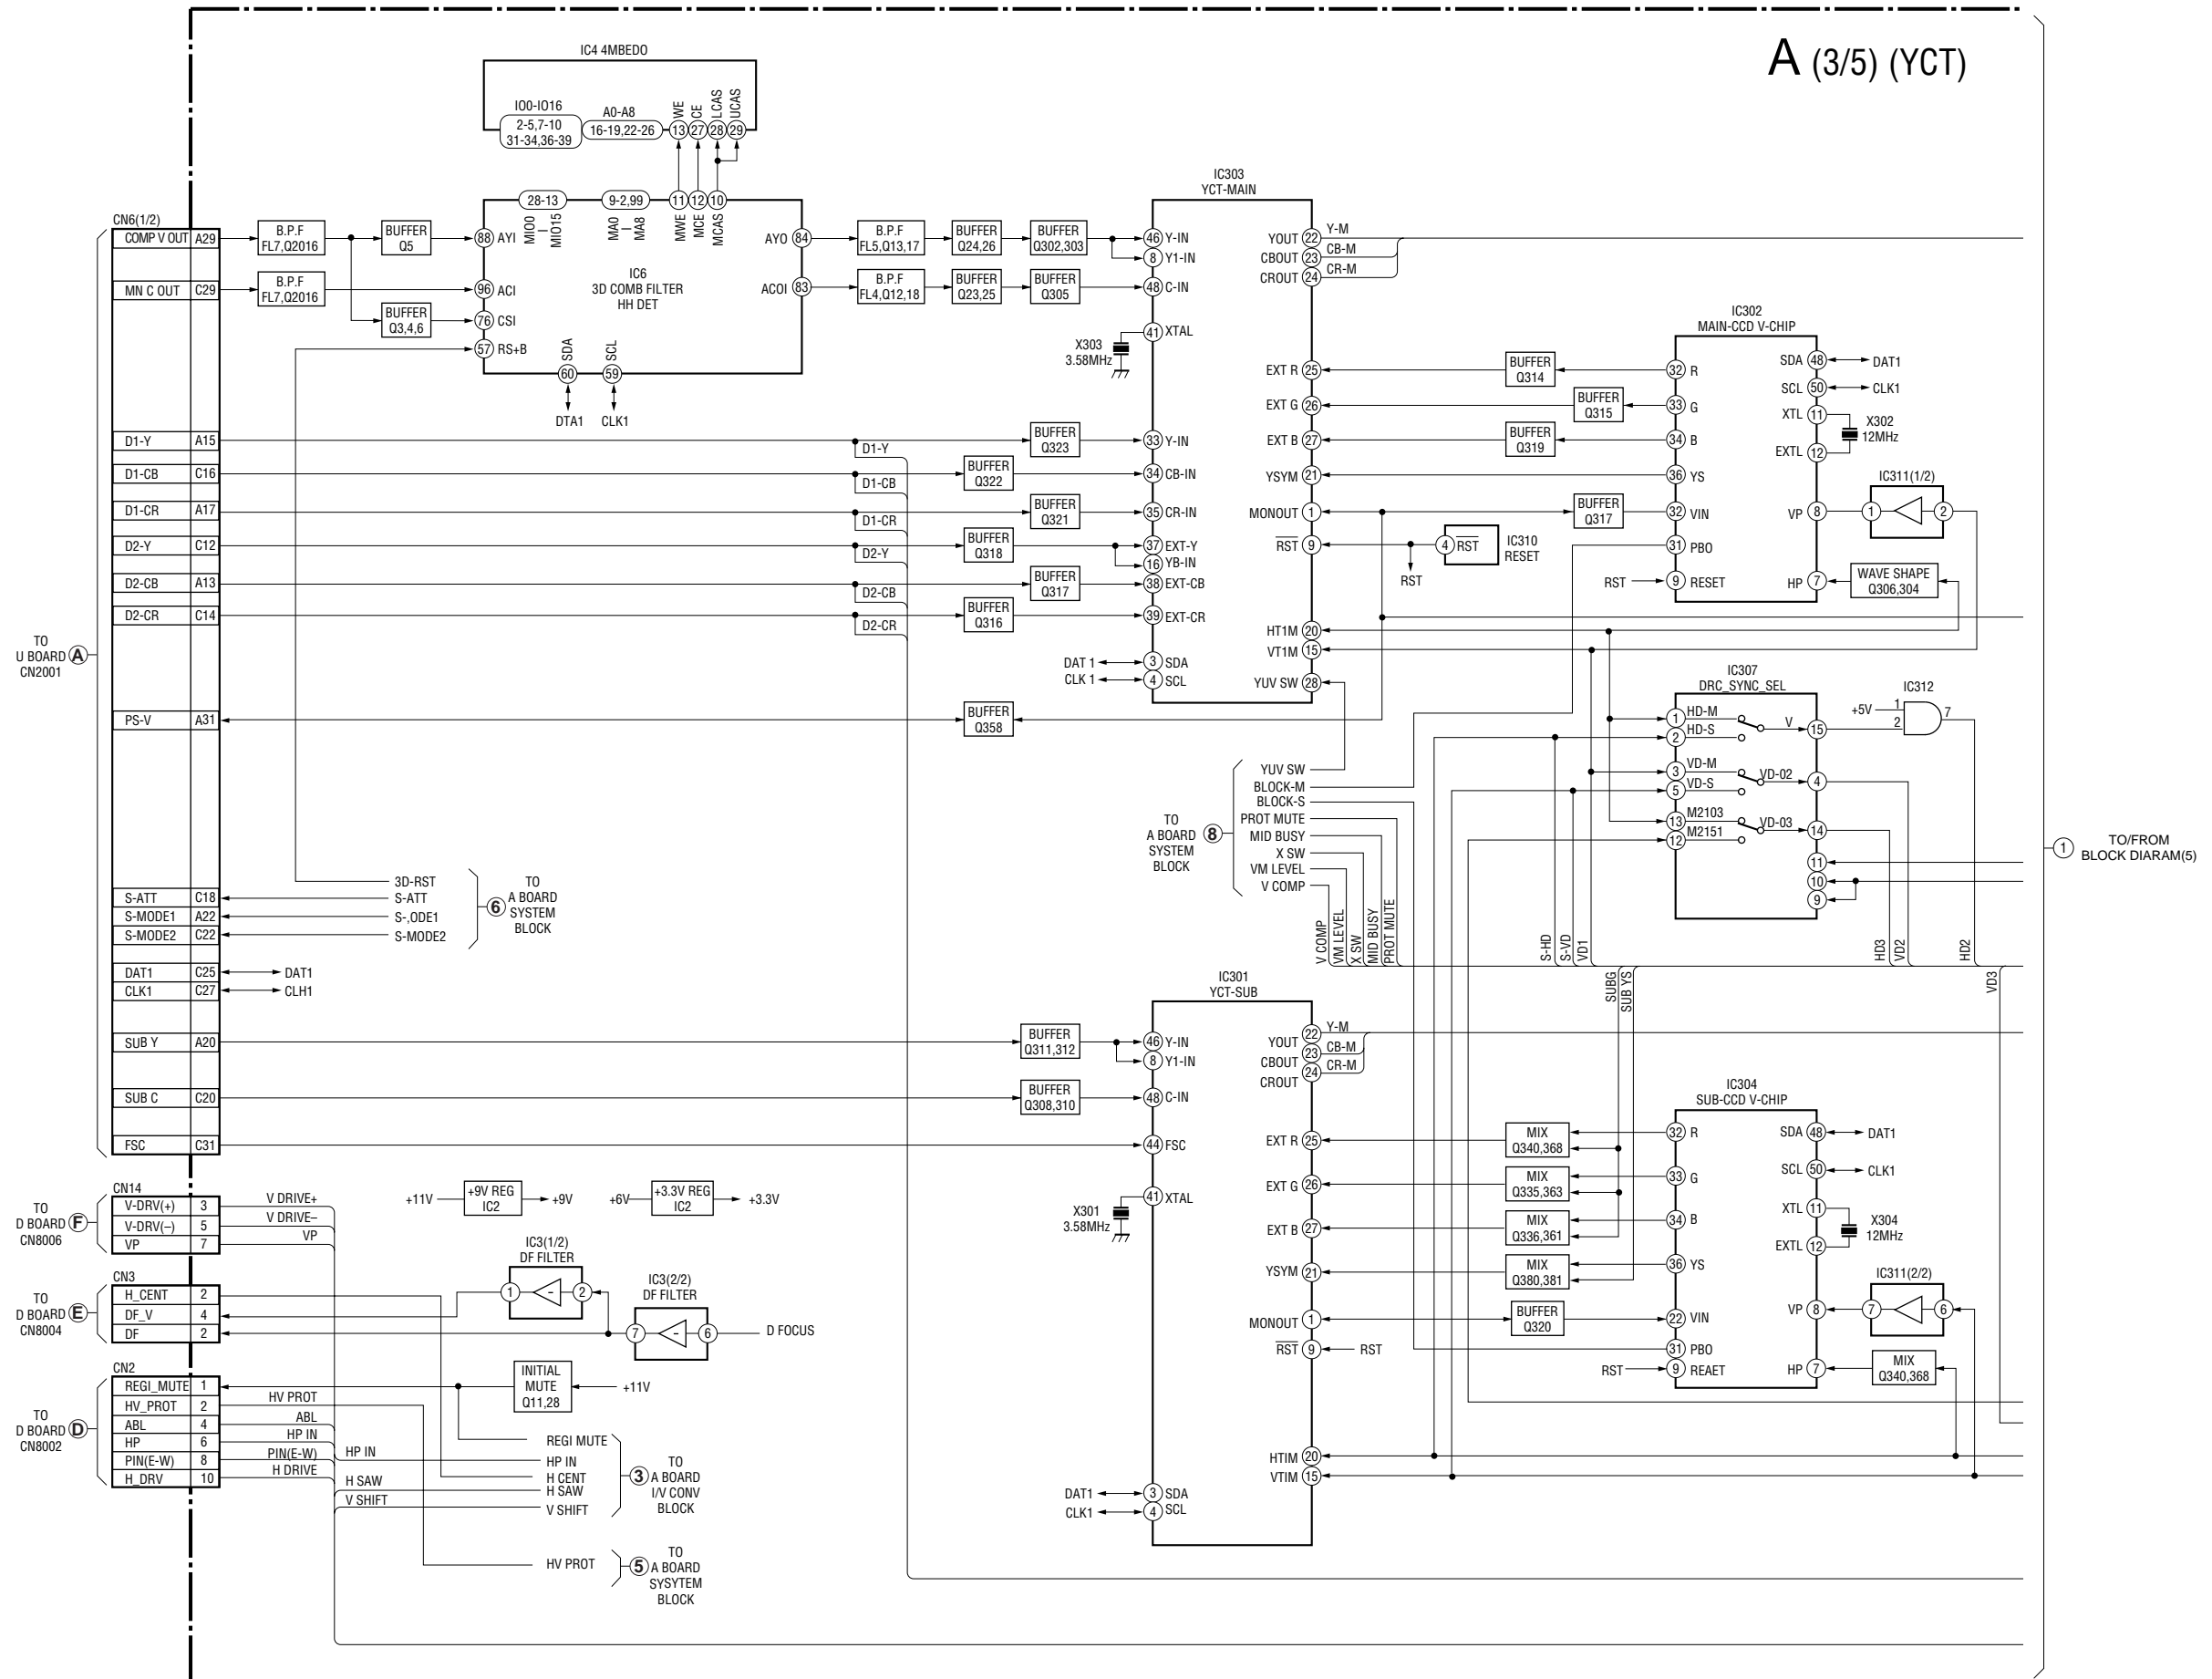 A (3/5) (YCT)
IC4 4MBEDO
IO0-IO16
2-5,7-10
31-34,36-39
A0-A8
16-19,22-26
WE
CE
LCAS
UCAS
13
27
28
29
28-13
9-2,99
11
12
10
MIO0
MIO15
MA0
MA8
MWE
MCE
MCAS
CN6(1/2)
COMP V OUT A29
B.P.F
FL7,Q2016
BUFFER
Q5
88 AYI
MN C OUT C29
B.P.F
FL7,Q2016
96 ACI
BUFFER
Q3,4,6
76 CSI
57 RS+B
IC6
3D COMB FILTER
HH DET
AYO 84
ACOI 83
SDA
SCL
60
59
DTA1
CLK1
B.P.F
FL5,Q13,17
BUFFER
Q24,26
BUFFER
Q302,303
B.P.F
FL4,Q12,18
BUFFER
Q23,25
BUFFER
Q305
IC303
YCT-MAIN
46 Y-IN
8 Y1-IN
48 C-IN
41 XTAL
X303
3.58MHz
YOUT 22 Y-M
CBOUT 23 CB-M
CROUT 24 CR-M
EXT R 25
EXT G 26
EXT B 27
YSYM 21
MONOUT 1
RST 9
HT1M 20
VT1M 15
YUV SW 28
33 Y-IN
34 CB-IN
35 CR-IN
37 EXT-Y
16 YB-IN
38 EXT-CB
39 EXT-CR
DAT 1 3 SDA
CLK 1 4 SCL
D1-Y A15
D1-Y
BUFFER
Q323
D1-CB C16
D1-CB
BUFFER
Q322
D1-CR A17
D1-CR
BUFFER
Q321
D2-Y C12
D2-Y
BUFFER
Q318
D2-CB A13
D2-CB
BUFFER
Q317
D2-CR C14
D2-CR
BUFFER
Q316
TO
U BOARD
CN2001
A
PS-V A31
BUFFER
Q358
BUFFER
Q314
BUFFER
Q315
BUFFER
Q319
BUFFER
Q317
4 RST
IC310
RESET
RST
IC302
MAIN-CCD V-CHIP
32 R
33 G
34 B
36 YS
32 VIN
31 PBO
RST 9 RESET
SDA 48 DAT1
SCL 50 CLK1
XTL 11
EXTL 12
X302
12MHz
VP 8
HP 7
IC311(1/2)
1
2
WAVE SHAPE
Q306,304
IC307
DRC_SYNC_SEL
1 HD-M
2 HD-S
V 15
3 VD-M
5 VD-S
VD-02 4
13 M2103
12 M2151
VD-03 14
11
10
9
IC312
+5V
1
2
7
TO
A BOARD
SYSTEM
BLOCK
8
YUV SW
BLOCK-M
BLOCK-S
PROT MUTE
MID BUSY
X SW
VM LEVEL
V COMP
V COMP
VM LEVEL
X SW
MID BUSY
PROT MUTE
S-HD
S-VD
VD1
HD3
VD2
HD2
VD3
SUBG
SUB YS
1
TO/FROM
BLOCK DIARAM(5)
S-ATT C18
S-MODE1 A22
S-MODE2 C22
3D-RST
S-ATT
S-,ODE1
S-MODE2
6
TO
A BOARD
SYSTEM
BLOCK
DAT1 C25 DAT1
CLK1 C27 CLH1
SUB Y A20
BUFFER
Q311,312
SUB C C20
BUFFER
Q308,310
FSC C31
IC301
YCT-SUB
46 Y-IN
8 Y1-IN
48 C-IN
44 FSC
41 XTAL
X301
3.58MHz
YOUT 22 Y-M
CBOUT 23 CB-M
CROUT 24 CR-M
EXT R 25
EXT G 26
EXT B 27
YSYM 21
MONOUT 1
RST 9 RST
HTIM 20
VTIM 15
DAT1 3 SDA
CLK1 4 SCL
MIX
Q340,368
MIX
Q335,363
MIX
Q336,361
MIX
Q380,381
BUFFER
Q320
IC304
SUB-CCD V-CHIP
32 R
33 G
34 B
36 YS
22 VIN
31 PBO
RST 9 REAET
SDA 48 DAT1
SCL 50 CLK1
XTL 11
EXTL 12
X304
12MHz
VP 8
HP 7
IC311(2/2)
7
6
MIX
Q340,368
CN14
TO
D BOARD
CN8006
F
V-DRV(+) 3 V DRIVE+
V-DRV(–) 5 V DRIVE–
VP 7 VP
+11V
+9V REG
IC2
+9V
+6V
+3.3V REG
IC2
+3.3V
CN3
TO
D BOARD
CN8004
E
H_CENT 2
DF_V 4
DF 2
IC3(1/2)
DF FILTER
1
-
2
IC3(2/2)
DF FILTER
7
-
6
D FOCUS
CN2
TO
D BOARD
CN8002
D
REGI_MUTE 1
HV_PROT 2 HV PROT
ABL 4 ABL
HP 6 HP IN
PIN(E-W) 8 PIN(E-W)
H_DRV 10 H DRIVE
INITIAL
MUTE
Q11,28
+11V
HP IN
H SAW
V SHIFT
REGI MUTE
HP IN
H CENT
H SAW
V SHIFT
3
TO
A BOARD
I/V CONV
BLOCK
HV PROT
5
TO
A BOARD
SYSYTEM
BLOCK